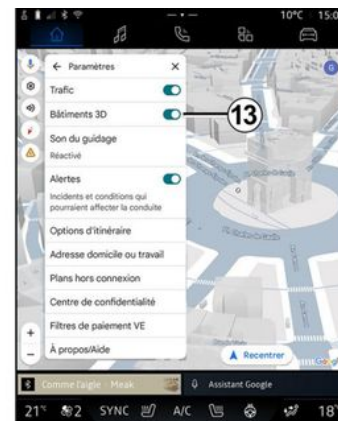 10°C 15:0
← Paramètres ×
G
Trafic
Bâtiments 3D
13
Son du guidage
Réactivé
Alertes
Incidents et conditions qui
pourraient affecter la conduite
Options d'itinéraire
Adresse domicile ou travail
Plans hors connexion
Centre de confidentialité
Filtres de paiement VE
À propos/Aide
+
−
Recentrer
Comme l'aigle - Meak
Assistant Google
21° 2 SYNC A/C 18°